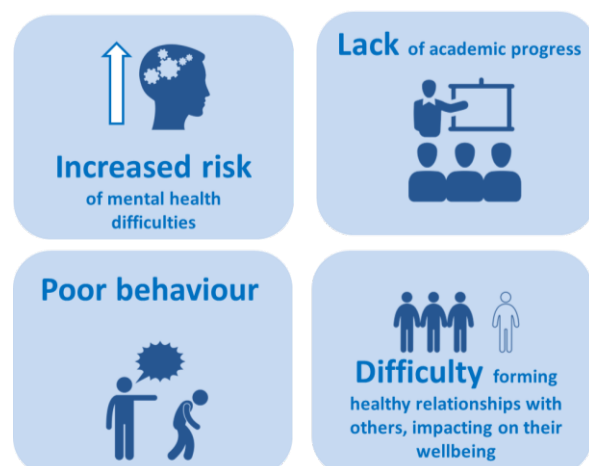 Increased risk
of mental health
difficulties
Lack of academic progress
Poor behaviour
Difficulty forming
healthy relationships with
others, impacting on their
wellbeing